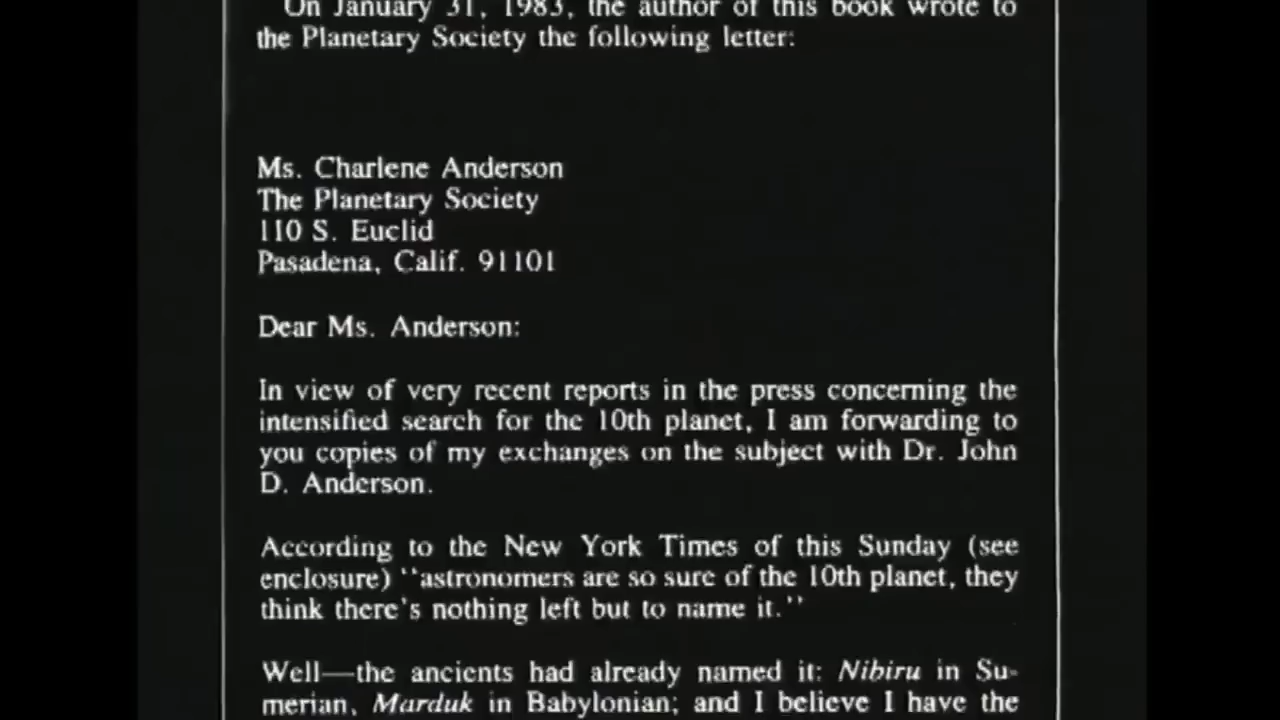 On January 31, 1983, the author of this book wrote to
the Planetary Society the following letter:
Ms. Charlene Anderson
The Planetary Society
110 S. Euclid
Pasadena, Calif. 91101
Dear Ms. Anderson:
In view of very recent reports in the press concerning the
intensified search for the 10th planet, I am forwarding to
you copies of my exchanges on the subject with Dr. John
D. Anderson.
According to the New York Times of this Sunday (see
enclosure) "astronomers are so sure of the 10th planet, they
think there's nothing left but to name it."
Well—the ancients had already named it: Nibiru in Su-
merian, Marduk in Babylonian; and I believe I have the